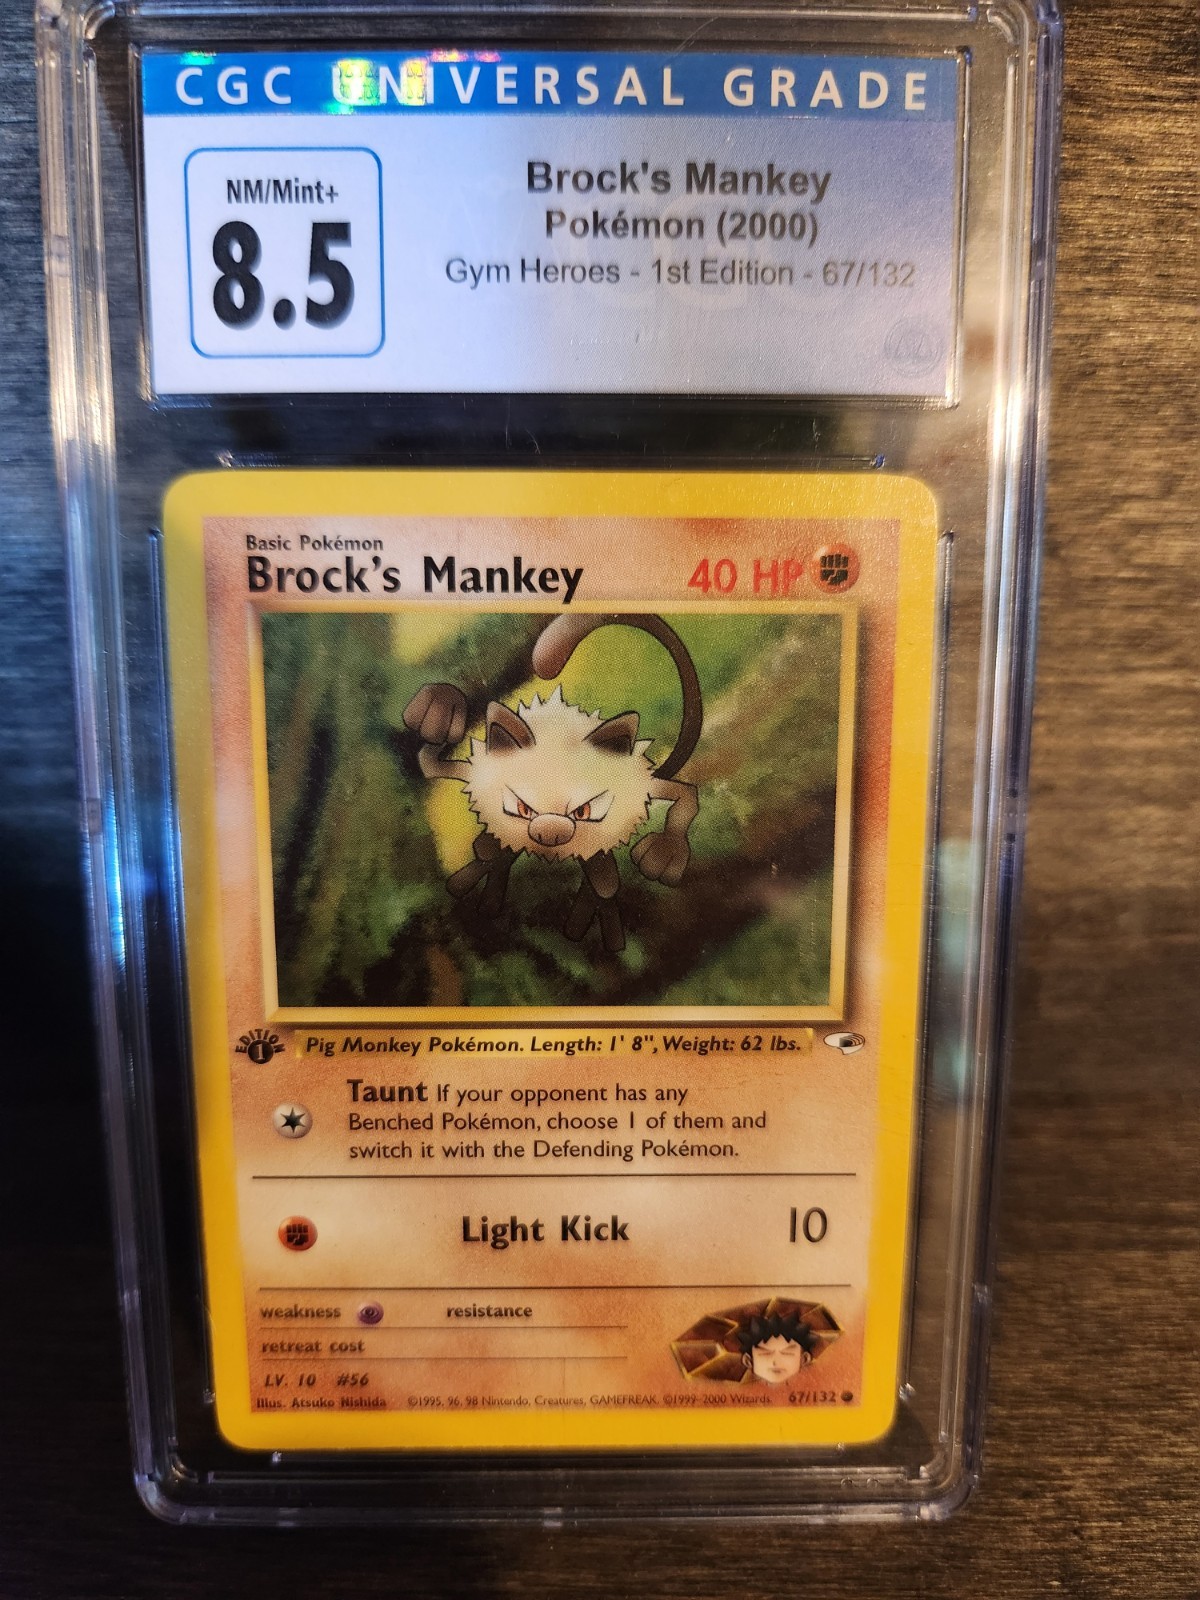 CGC UNIVERSAL GRADE
NM/Mint+
8.5
Brock's Mankey
Pokémon (2000)
Gym Heroes - 1st Edition - 67/132
Basic Pokémon
Brock's Mankey 40 HP
EDITION 1
Pig Monkey Pokémon. Length: 1' 8", Weight: 62 lbs.
Taunt If your opponent has any
Benched Pokémon, choose 1 of them and
switch it with the Defending Pokémon.
Light Kick 10
weakness resistance
retreat cost
LV. 10 #56
Illus. Atsuko Nishida ©1995, 96, 98 Nintendo, Creatures, GAMEFREAK. ©1999-2000 Wizards. 67/132